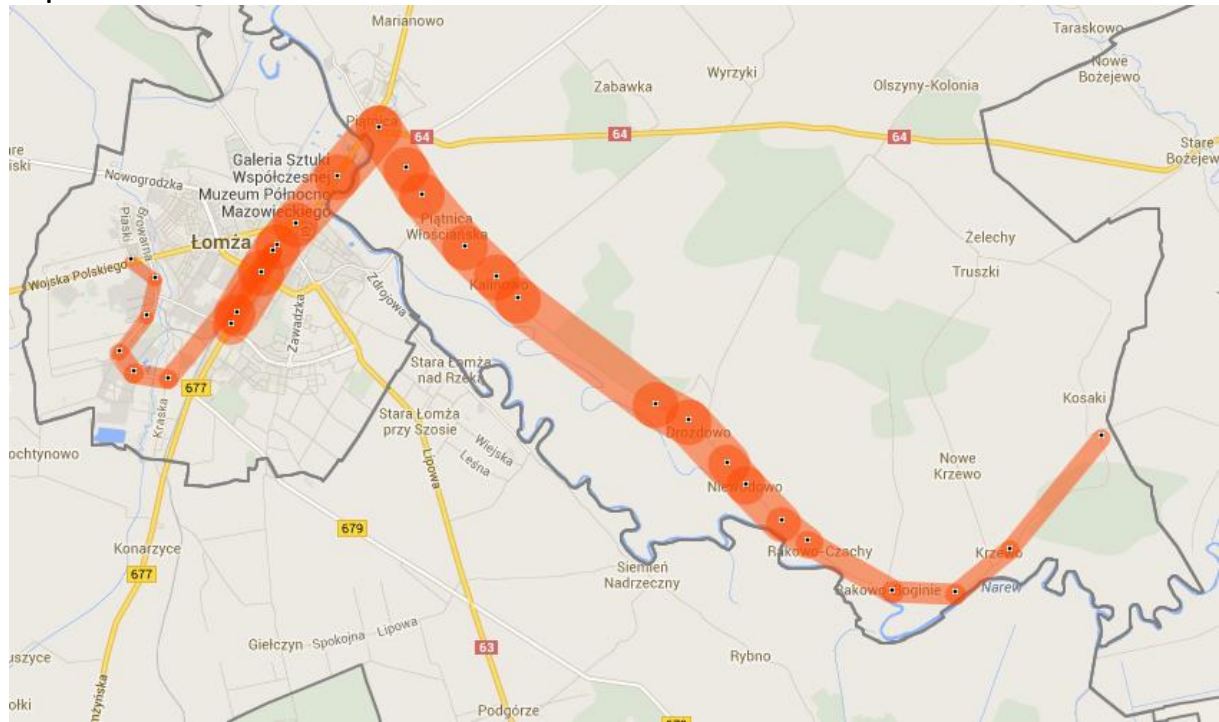 Marianowo
Taraskowo
Nowe
Bożejewo
Zabawka
Wyrzyki
Olszyny-Kolonia
Piątnica
64
64
64
Stare
Bożejewo
Galeria Sztuki
Współczesnej
Muzeum Północno
Mazowieckiego
Nowogrodzka
Piaski
Browarna
Łomża
Wojska Polskiego
Piątnica
Włościańska
Żelechy
Truszki
Kalinowo
Zdrojowa
Zawadzka
Stara Łomża
nad Rzeką
677
Kraska
Stara Łomża
przy Szosie
Wiejska
Leśna
Lipowa
Drozdowo
Kosaki
Nowe
Krzewo
Niewodowo
679
Konarzyce
677
Rakowo-Czachy
Krzewo
Siemień
Nadrzeczny
Rakowo-Boginie
Narew
Giełczyn
Spokojna
Lipowa
63
Rybno
Podgórze